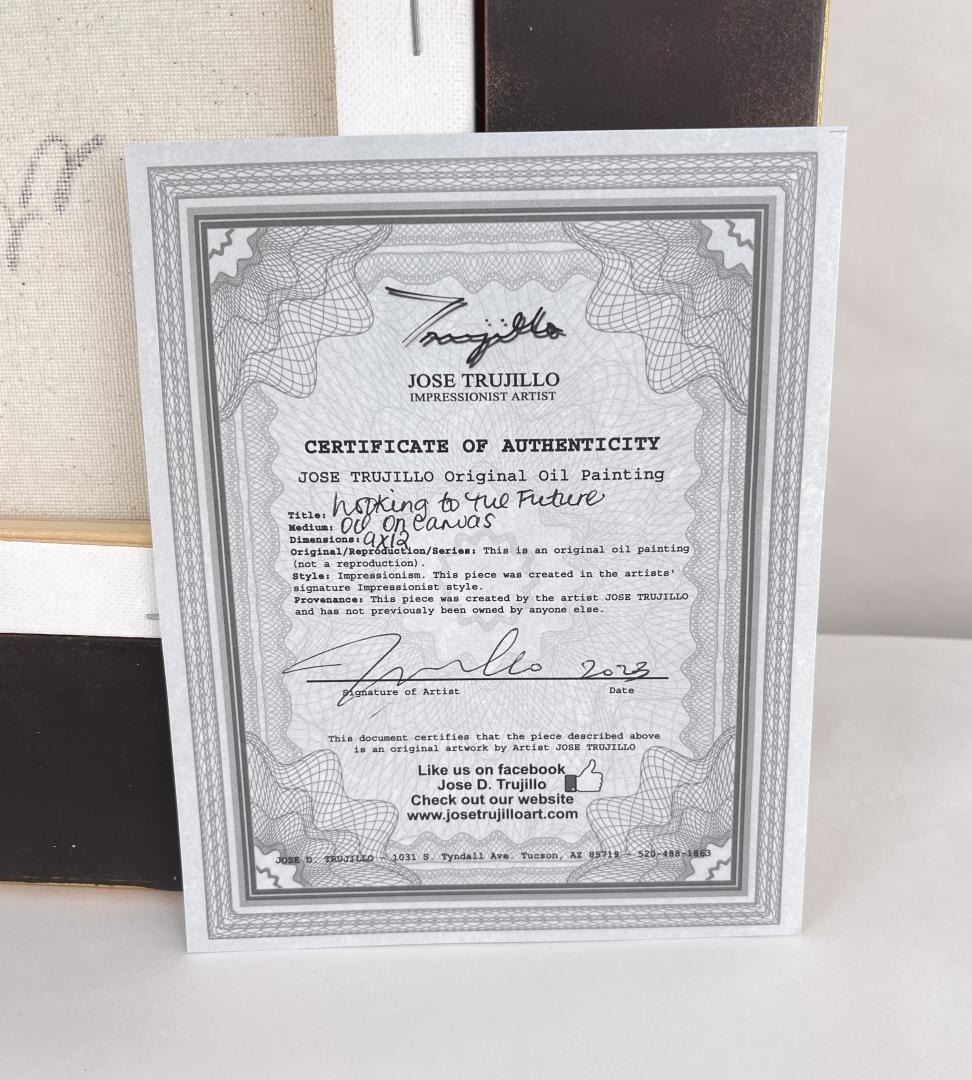 Trujillo
JOSE TRUJILLO
IMPRESSIONIST ARTIST
CERTIFICATE OF AUTHENTICITY
JOSE TRUJILLO Original Oil Painting
Title: Looking to the Future
Medium: Oil On Canvas
Dimensions: 9x12
Original/Reproduction/Series: This is an original oil painting
(not a reproduction).
Style: Impressionism. This piece was created in the artists'
signature Impressionist style.
Provenance: This piece was created by the artist JOSE TRUJILLO
and has not previously been owned by anyone else.
Trujillo 2023
Signature of Artist Date
This document certifies that the piece described above
is an original artwork by Artist JOSE TRUJILLO
Like us on facebook
Jose D. Trujillo
Check out our website
www.josetrujilloart.com
JOSE D. TRUJILLO - 1031 S. Tyndall Ave. Tucson, AZ 85719 - 520-488-1863